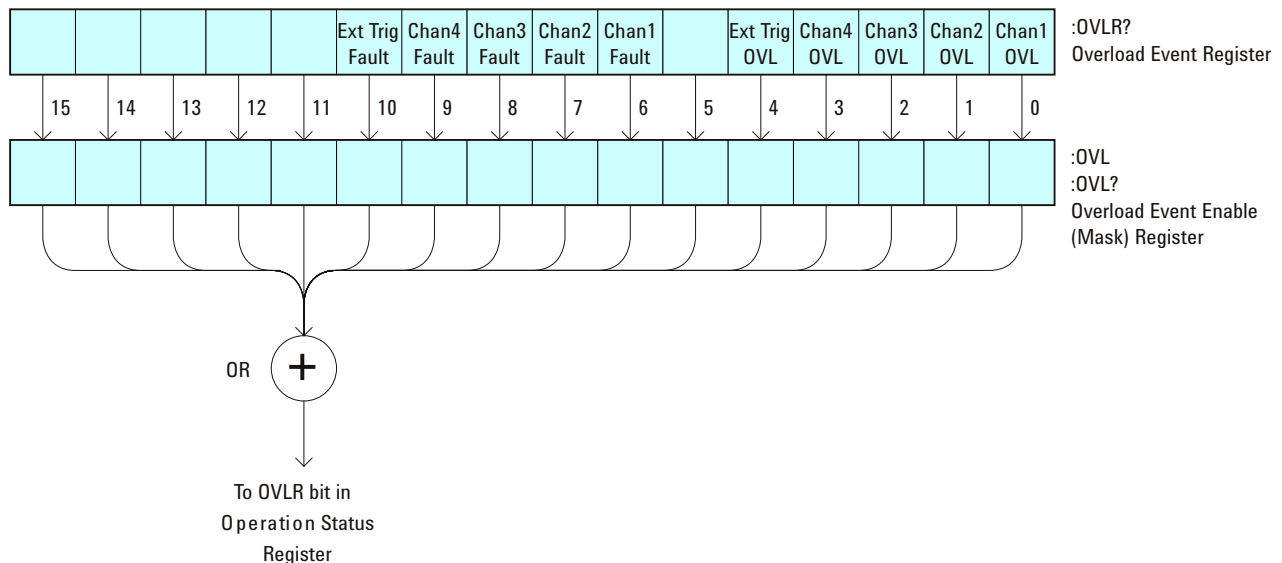 Ext Trig Fault
Chan4 Fault
Chan3 Fault
Chan2 Fault
Chan1 Fault
Ext Trig OVL
Chan4 OVL
Chan3 OVL
Chan2 OVL
Chan1 OVL
:OVLR?
Overload Event Register
15 14 13 12 11 10 9 8 7 6 5 4 3 2 1 0
:OVL
:OVL?
Overload Event Enable
(Mask) Register
OR +
To OVLR bit in
Operation Status
Register